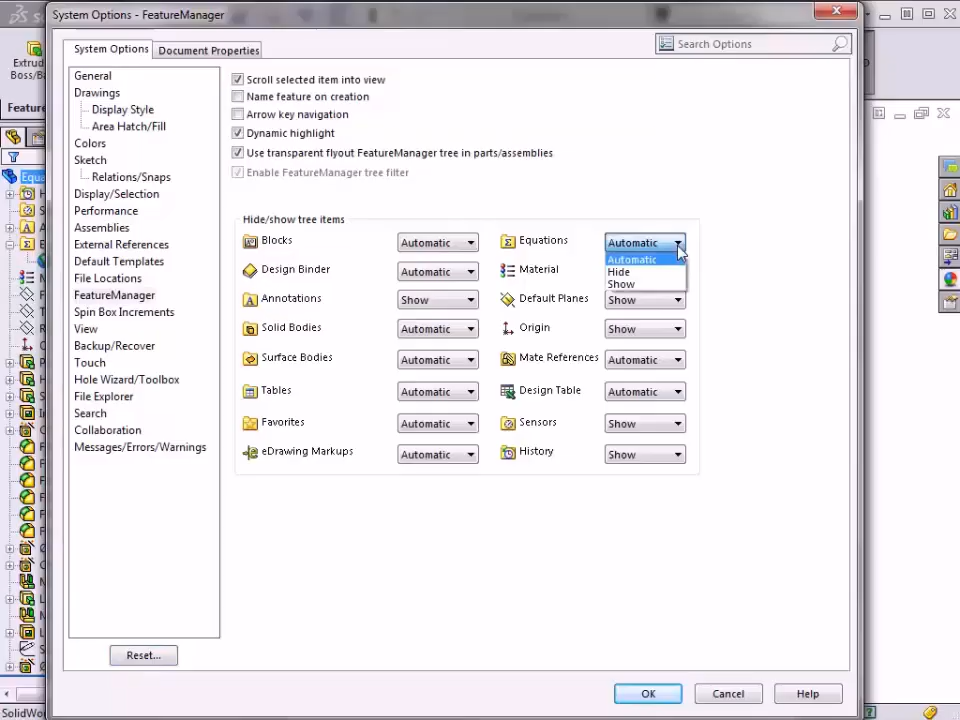 System Options - FeatureManager
System Options
Document Properties
Search Options
Extru
Boss/Ba
Feature
Equa
General
Drawings
Display Style
Area Hatch/Fill
Colors
Sketch
Relations/Snaps
Display/Selection
Performance
Assemblies
External References
Default Templates
File Locations
FeatureManager
Spin Box Increments
View
Backup/Recover
Touch
Hole Wizard/Toolbox
File Explorer
Search
Collaboration
Messages/Errors/Warnings
Reset...
Scroll selected item into view
Name feature on creation
Arrow key navigation
Dynamic highlight
Use transparent flyout FeatureManager tree in parts/assemblies
Enable FeatureManager tree filter
Hide/show tree items
Blocks Automatic Equations Automatic
Automatic
Hide
Show
Design Binder Automatic Material
Annotations Show Default Planes Show
Solid Bodies Automatic Origin Show
Surface Bodies Automatic Mate References Automatic
Tables Automatic Design Table Automatic
Favorites Automatic Sensors Show
eDrawing Markups Automatic History Show
OK Cancel Help
SolidWo